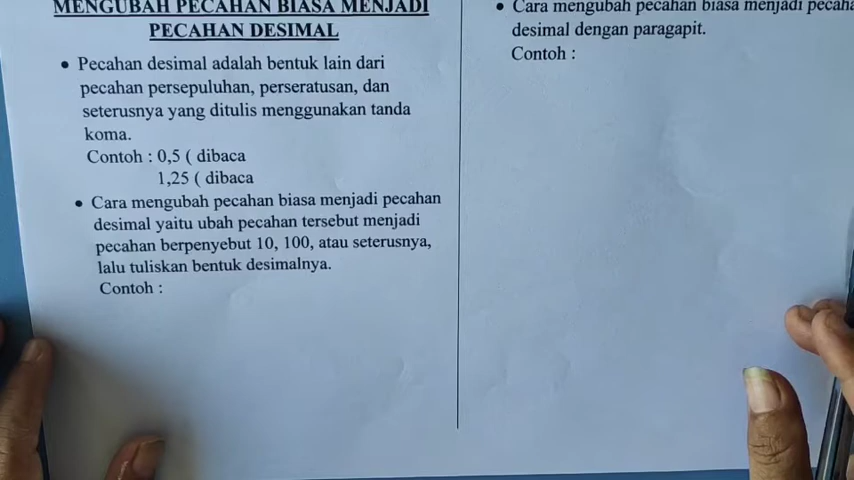 MENGUBAH PECAHAN BIASA MENJADI
PECAHAN DESIMAL
• Pecahan desimal adalah bentuk lain dari
pecahan persepuluhan, perseratusan, dan
seterusnya yang ditulis menggunakan tanda
koma.
Contoh : 0,5 ( dibaca
1,25 ( dibaca
• Cara mengubah pecahan biasa menjadi pecahan
desimal yaitu ubah pecahan tersebut menjadi
pecahan berpenyebut 10, 100, atau seterusnya,
lalu tuliskan bentuk desimalnya.
Contoh :
• Cara mengubah pecahan biasa menjadi pecaha
desimal dengan paragapit.
Contoh :